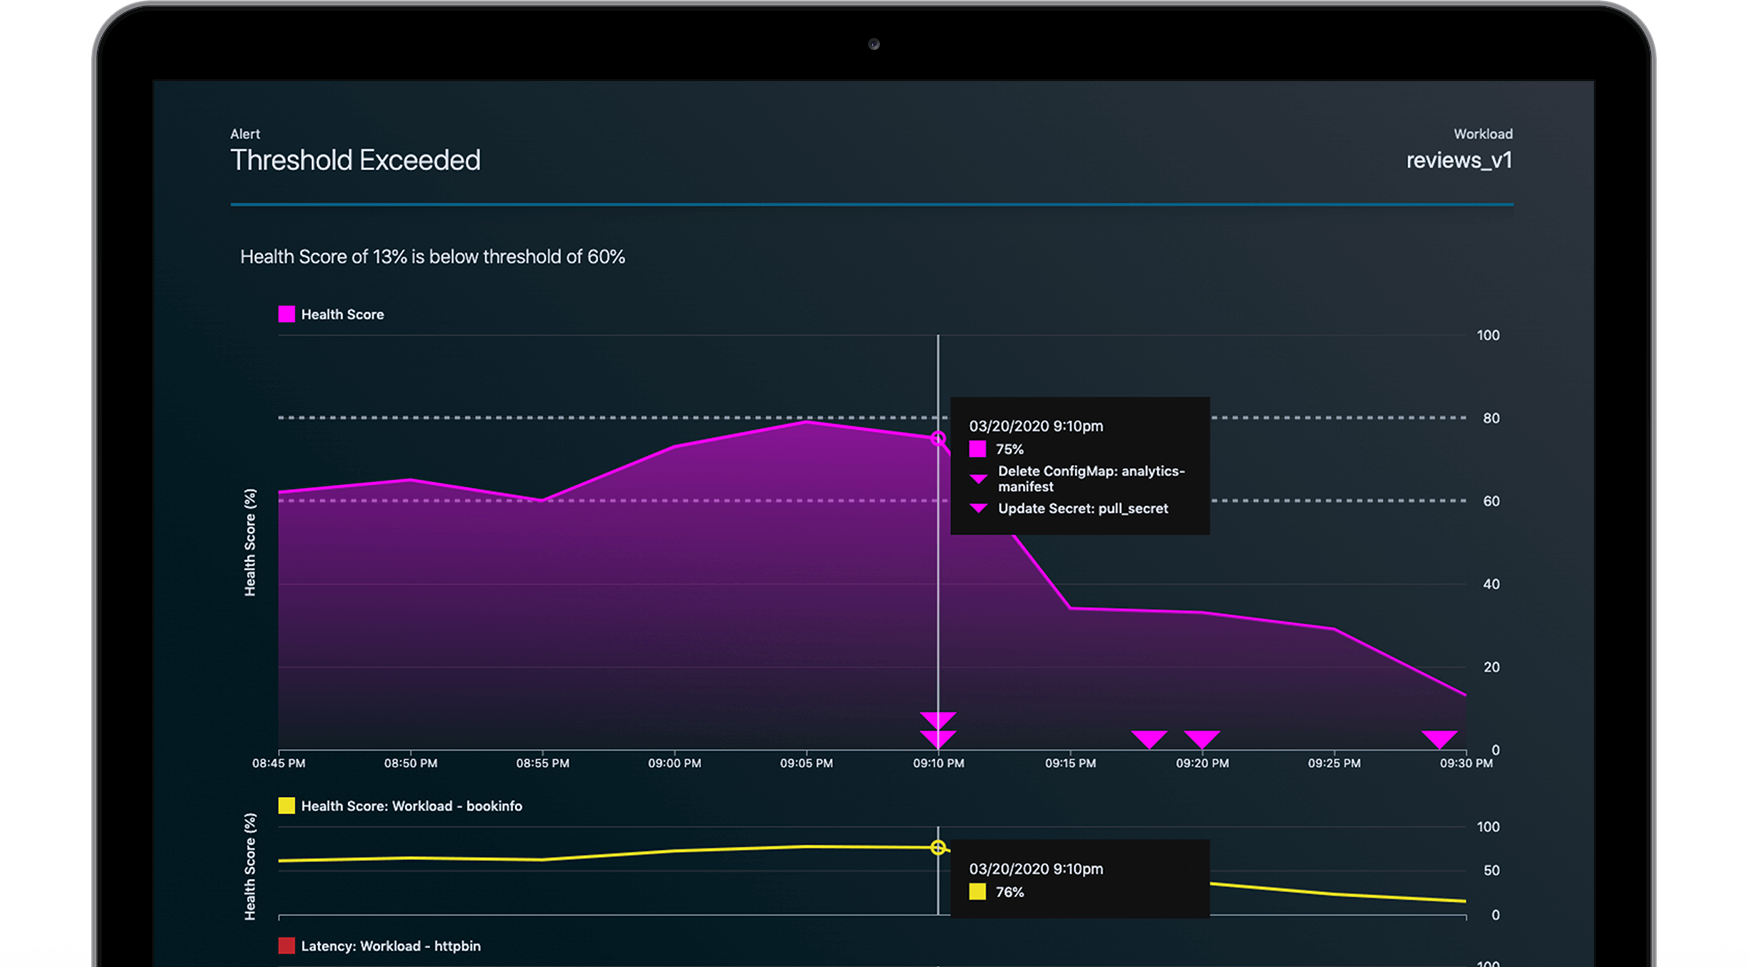 Alert
Threshold Exceeded
Workload
reviews_v1
Health Score of 13% is below threshold of 60%
Health Score
100
80
60
40
20
0
Health Score (%)
03/20/2020 9:10pm
75%
Delete ConfigMap: analytics-
manifest
Update Secret: pull_secret
08:45 PM
08:50 PM
08:55 PM
09:00 PM
09:05 PM
09:10 PM
09:15 PM
09:20 PM
09:25 PM
09:30 PM
Health Score: Workload - bookinfo
100
50
0
Health Score (%)
03/20/2020 9:10pm
76%
Latency: Workload - httpbin
100